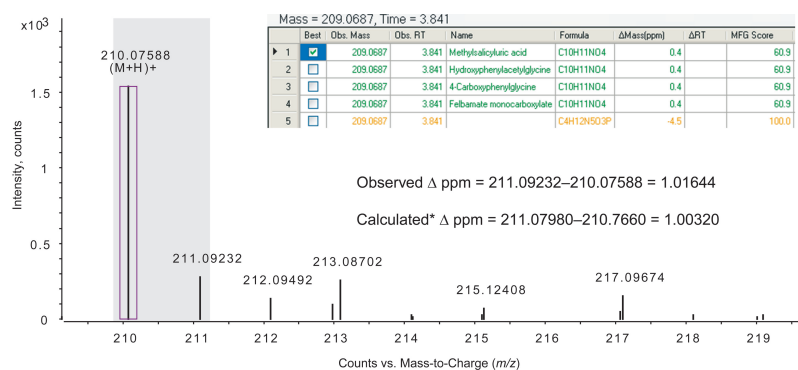 Mass = 209.0687, Time = 3.841
Best Obs. Mass Obs. RT Name Formula ΔMass(ppm) ΔRT MFG Score
1 209.0687 3.841 Methylsalicyluric acid C10H11NO4 0.4 60.9
2 209.0687 3.841 Hydroxyphenylacetylglycine C10H11NO4 0.4 60.9
3 209.0687 3.841 4-Carboxyphenylglycine C10H11NO4 0.4 60.9
4 209.0687 3.841 Felbamate monocarboxylate C10H11NO4 0.4 60.9
5 209.0687 3.841 C4H12N5O3P -4.5 100.0
x10³
210.07588
(M+H)+
1.5
Observed Δ ppm = 211.09232–210.07588 = 1.01644
1
Calculated* Δ ppm = 211.07980–210.7660 = 1.00320
Intensity, counts
0.5
211.09232
212.09492
213.08702
215.12408
217.09674
0
210 211 212 213 214 215 216 217 218 219
Counts vs. Mass-to-Charge (m/z)